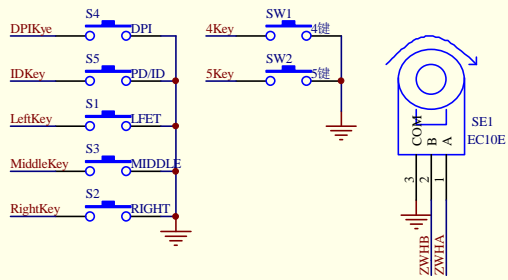 S4
DPIKye DPI
S5
IDKey PD/ID
S1
LeftKey LFET
S3
MiddleKey MIDDLE
S2
RightKey RIGHT
SW1
4Key 4键
SW2
5Key 5键
SE1
EC10E
COM B A
3 2 1
ZWHB
ZWHA